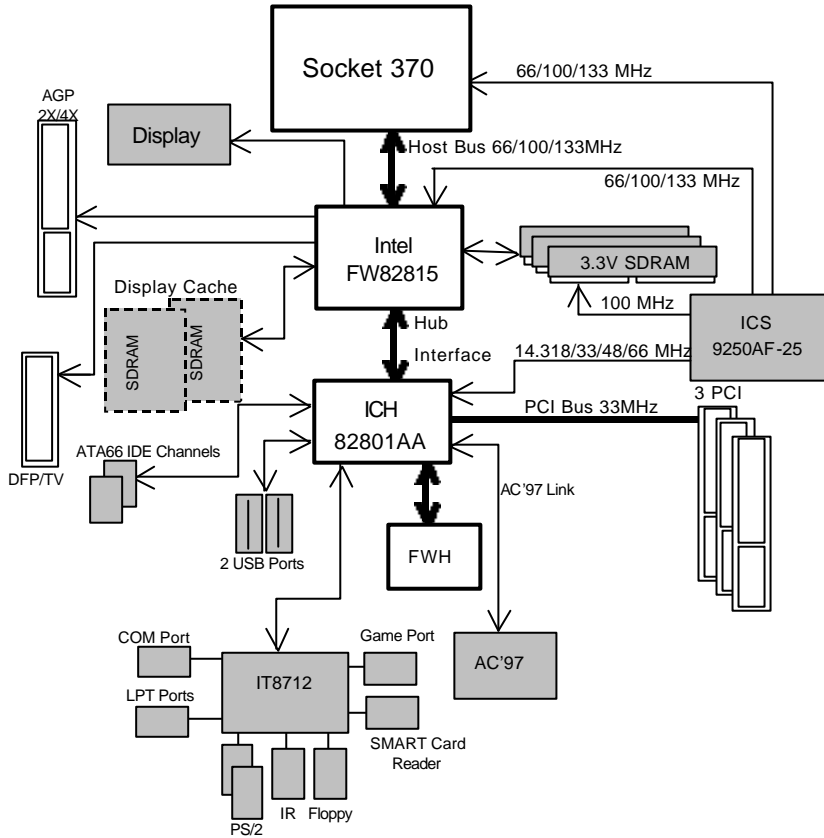 Socket 370
66/100/133 MHz
AGP
2X/4X
Display
Host Bus 66/100/133MHz
66/100/133 MHz
Intel
FW82815
3.3V SDRAM
Display Cache
SDRAM
SDRAM
100 MHz
ICS
9250AF-25
Hub
Interface
14.318/33/48/66 MHz
ICH
82801AA
PCI Bus 33MHz
3 PCI
DFP/TV
ATA66 IDE Channels
2 USB Ports
AC'97 Link
FWH
COM Port
Game Port
IT8712
AC'97
LPT Ports
SMART Card
Reader
PS/2
IR
Floppy